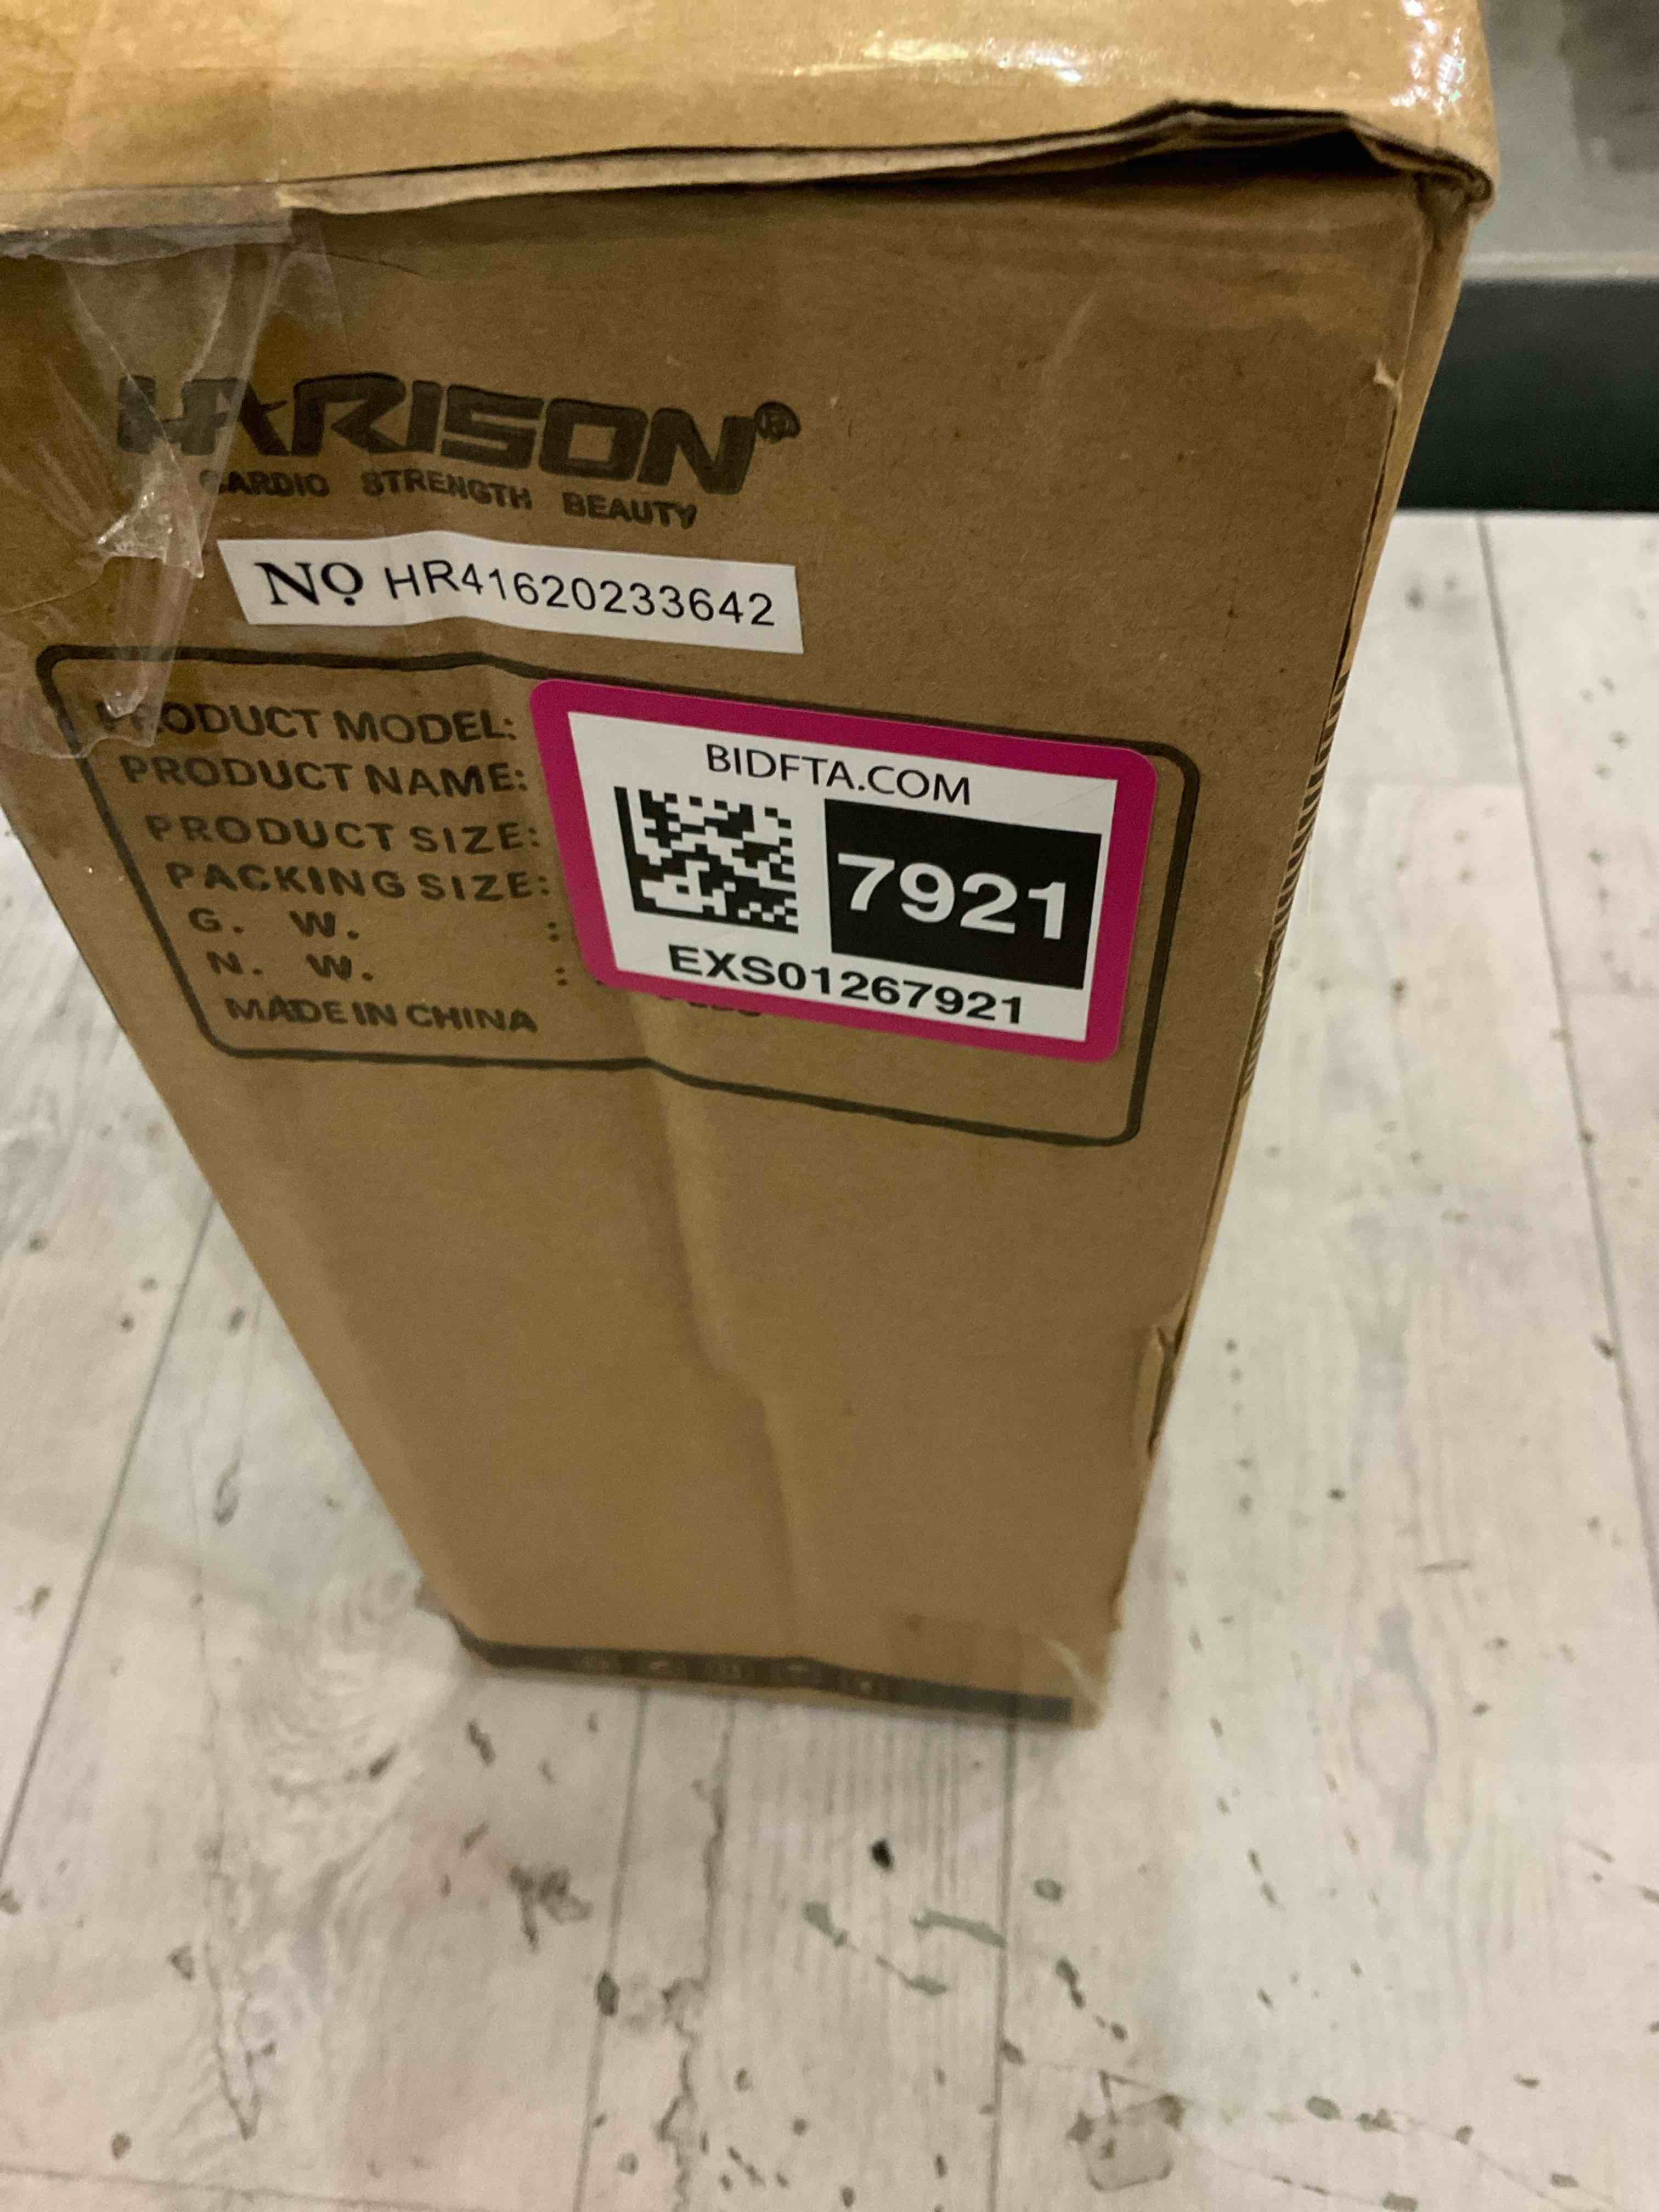 HARISON®
CARDIO STRENGTH BEAUTY
NO HR41620233642
PRODUCT MODEL:
PRODUCT NAME:
PRODUCT SIZE:
PACKING SIZE:
G. W. :
N. W. :
MADE IN CHINA
BIDFTA.COM
7921
EXS01267921